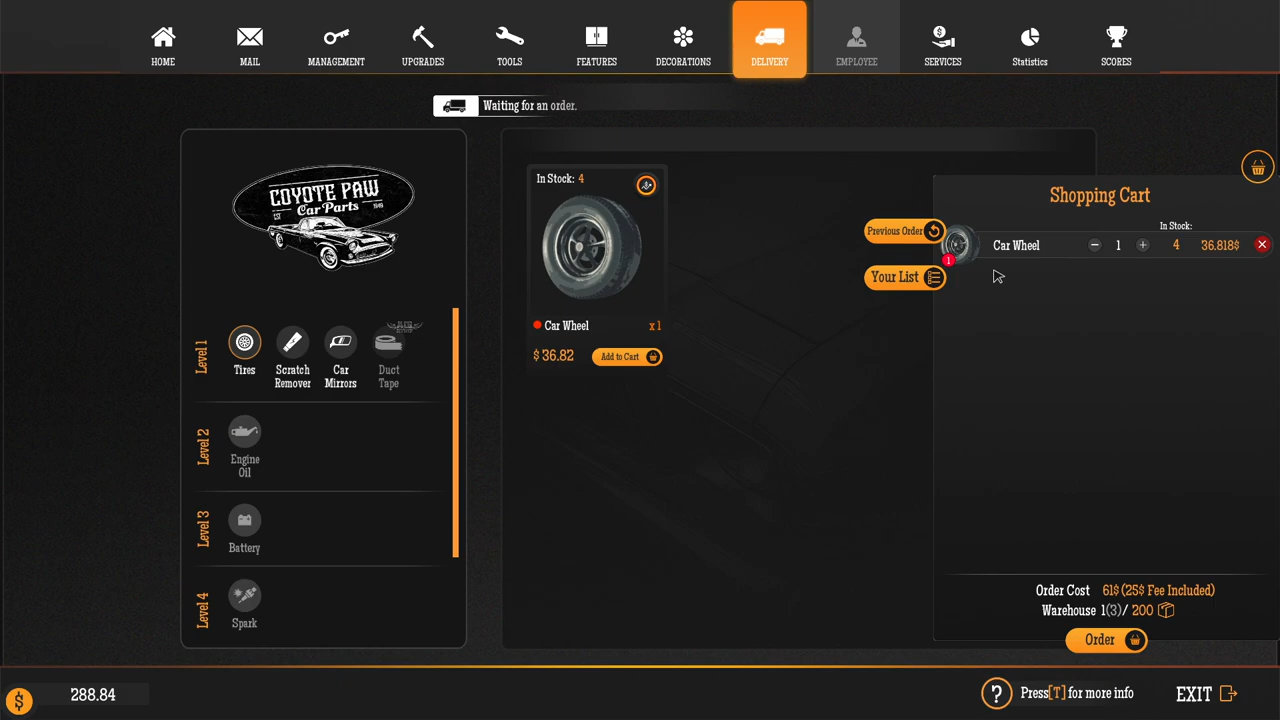 HOME MAIL MANAGEMENT UPGRADES TOOLS FEATURES DECORATIONS DELIVERY EMPLOYEE SERVICES Statistics SCORES
Waiting for an order.
COYOTE PAW
Car Parts
EST
1949
In Stock: 4
Car Wheel x 1
$ 36.82 Add to Cart
Previous Order
Your List
Shopping Cart
In Stock:
Car Wheel 1 4 36.818$
1
Level 1
Tires
Scratch
Remover
Car
Mirrors
Duct
Tape
Level 2
Engine
Oil
Level 3
Battery
Level 4
Spark
Order Cost 61$ (25$ Fee Included)
Warehouse 1(3)/ 200
Order
$ 288.84
? Press[T] for more info
EXIT